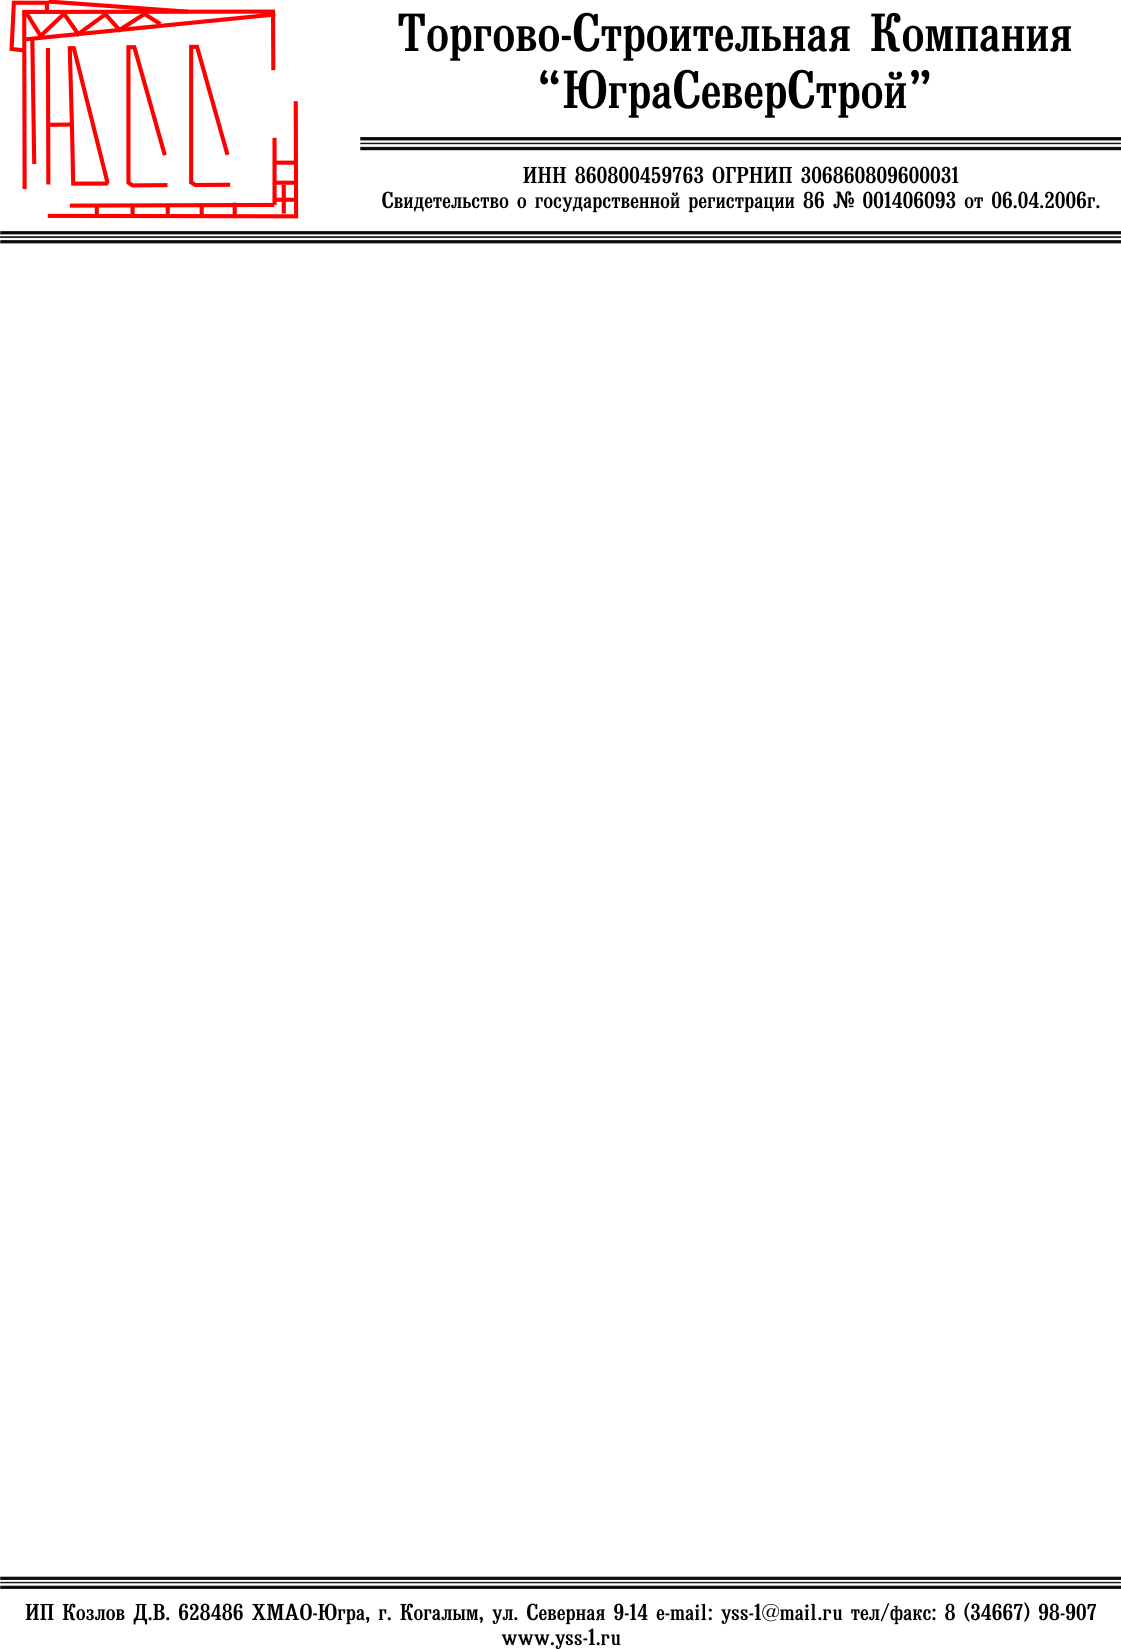 Торгово-Строительная Компания
“ЮграСеверСтрой”
ИНН 860800459763 ОГРНИП 306860809600031
Свидетельство о государственной регистрации 86 № 001406093 от 06.04.2006г.
ИП Козлов Д.В. 628486 ХМАО-Югра, г. Когалым, ул. Северная 9-14 e-mail: yss-1@mail.ru тел/факс: 8 (34667) 98-907
www.yss-1.ru